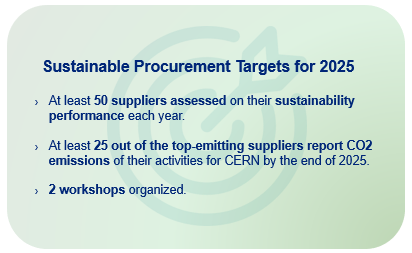 Sustainable Procurement Targets for 2025
› At least 50 suppliers assessed on their sustainability
performance each year.
› At least 25 out of the top-emitting suppliers report CO2
emissions of their activities for CERN by the end of 2025.
› 2 workshops organized.